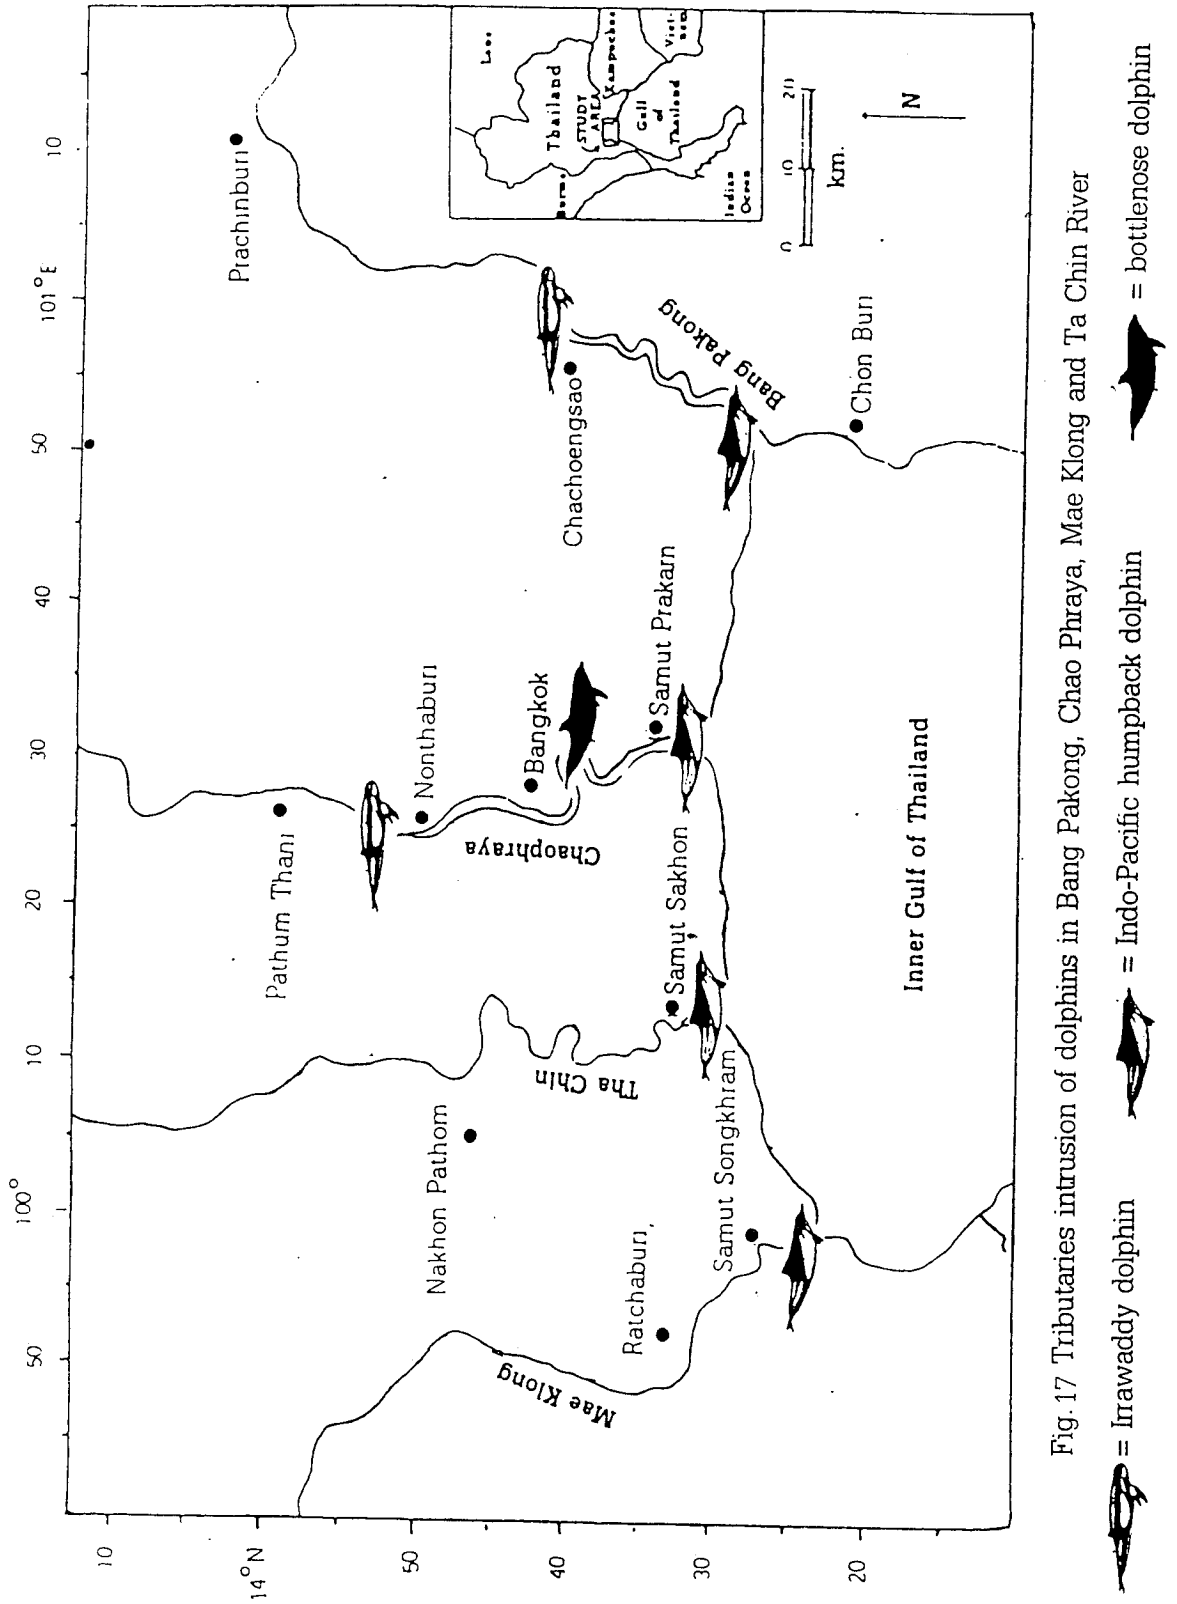 50
100°
10
20
30
40
50
101°E
10
10
14°N
50
40
30
20
Prachinburi
Pathum Thani
Nonthaburi
Bangkok
Chachoengsao
Nakhon Pathom
Ratchaburi
Samut Songkhram
Samut Sakhon
Samut Prakarn
Chon Buri
Mae Klong
Tha Chin
Chaophraya
Bang Pakong
Inner Gulf of Thailand
Laos
Thailand
STUDY
AREA
Kampuchea
Viet-
nam
Burma
Gulf
of
Thailand
Indian
Ocean
0 10 20
km.
N
Fig. 17 Tributaries intrusion of dolphins in Bang Pakong, Chao Phraya, Mae Klong and Ta Chin River
= Irrawaddy dolphin
= Indo-Pacific humpback dolphin
= bottlenose dolphin